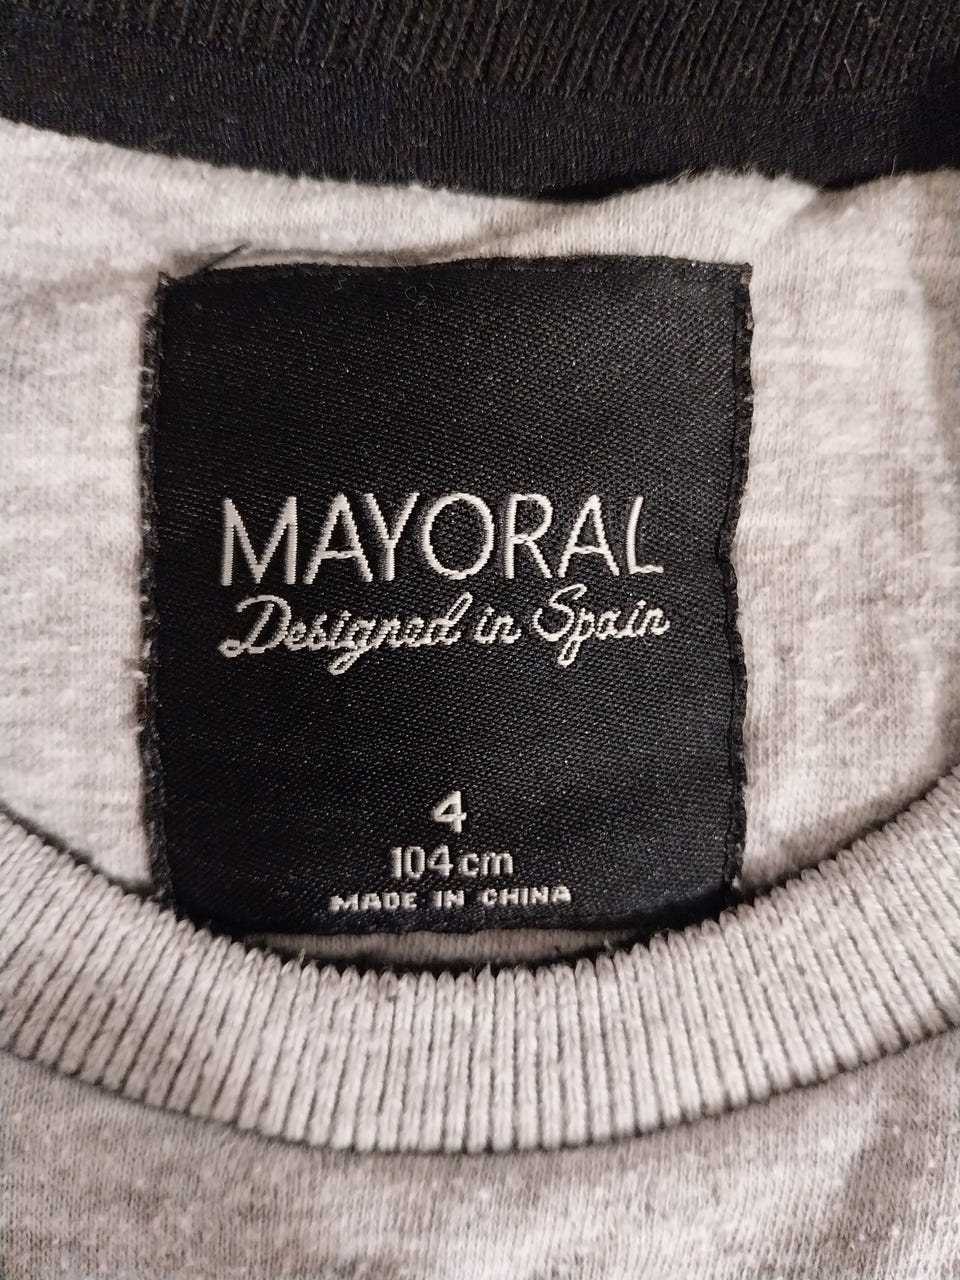 MAYORAL
Designed in Spain
4
104cm
MADE IN CHINA